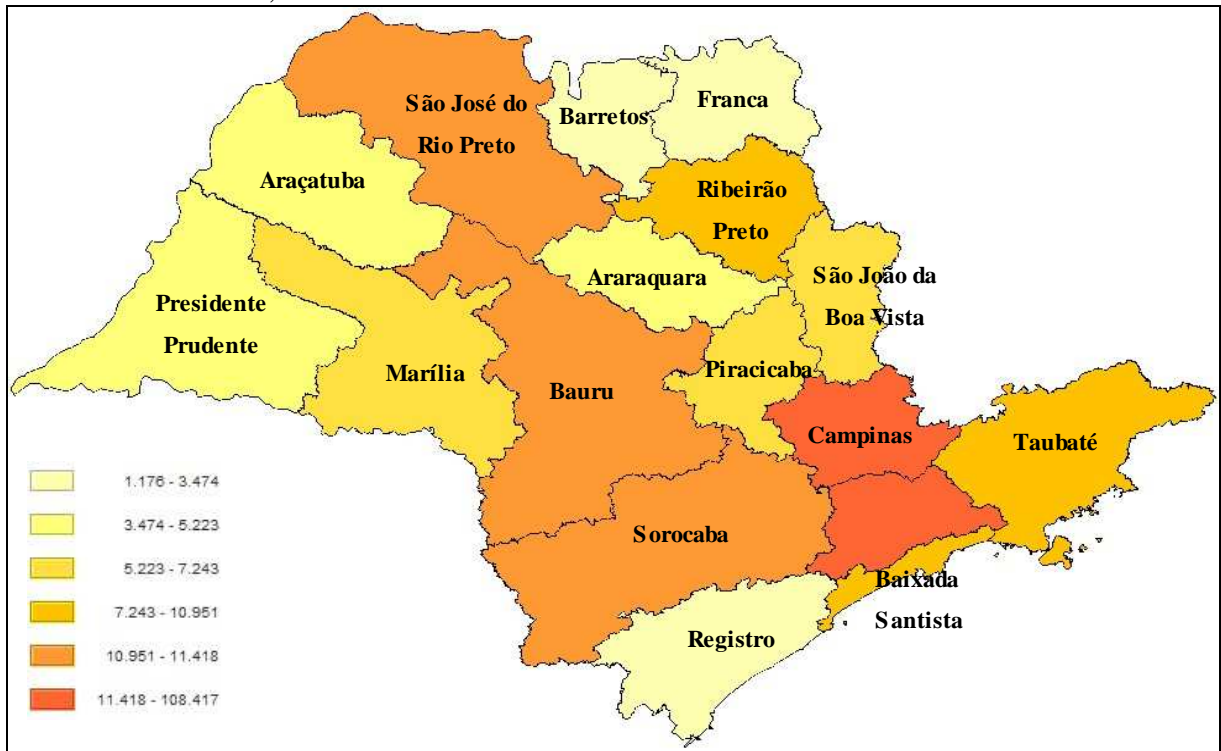 São José do
Rio Preto
Barretos
Franca
Araçatuba
Ribeirão
Preto
Araraquara
São João da
Boa Vista
Presidente
Prudente
Marília
Bauru
Piracicaba
Campinas
Taubaté
Sorocaba
Baixada
Santista
Registro
1.176 - 3.474
3.474 - 5.223
5.223 - 7.243
7.243 - 10.951
10.951 - 11.418
11.418 - 108.417